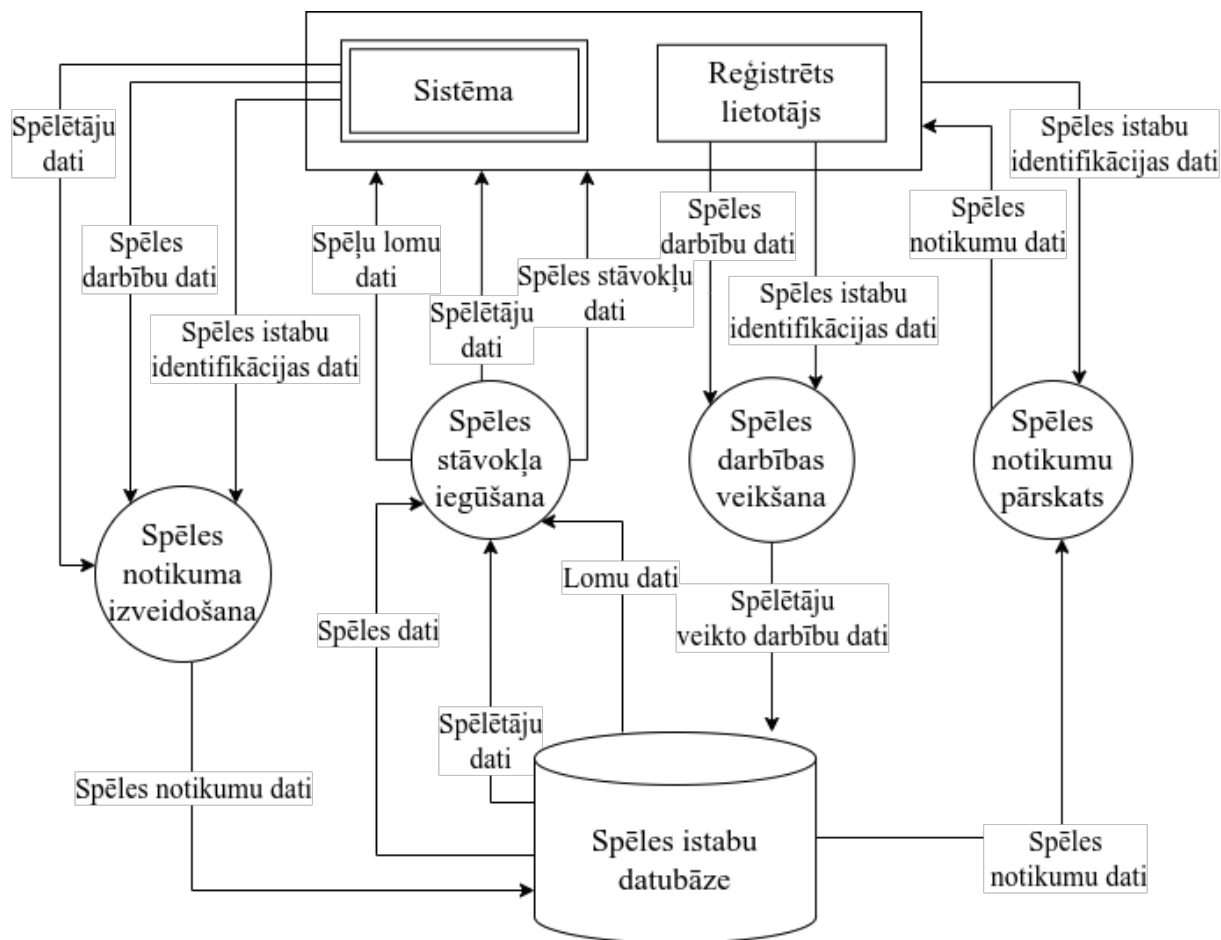 Sistēma
Reģistrēts
lietotājs
Spēlētāju
dati
Spēles
darbību dati
Spēles istabu
identifikācijas dati
Spēļu lomu
dati
Spēlētāju
dati
Spēles stāvokļu
dati
Spēles
darbību dati
Spēles istabu
identifikācijas dati
Spēles
notikumu dati
Spēles istabu
identifikācijas dati
Spēles
notikuma
izveidošana
Spēles
stāvokļa
iegūšana
Spēles
darbības
veikšana
Spēles
notikumu
pārskats
Spēles dati
Lomu dati
Spēlētāju
veikto darbību dati
Spēlētāju
dati
Spēles notikumu dati
Spēles istabu
datubāze
Spēles
notikumu dati